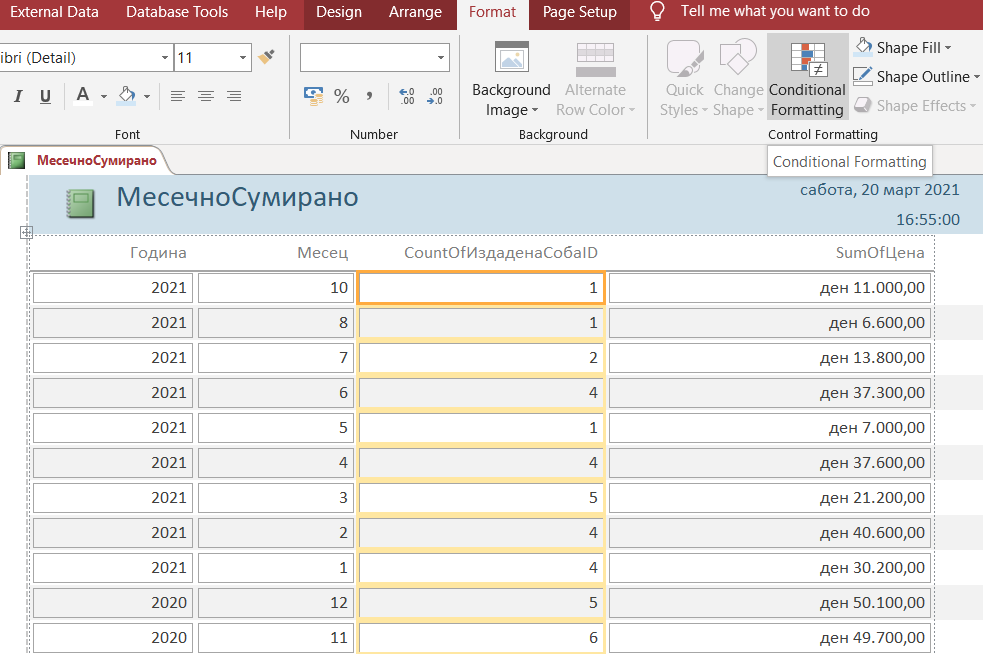 External Data Database Tools Help Design Arrange Format Page Setup Tell me what you want to do
ibri (Detail) 11
I U A % , .00 .00
Background Image Alternate Row Color Quick Styles Change Shape Conditional Formatting Shape Fill
Shape Outline
Shape Effects
Font Number Background Control Formatting
МесечноСумирано
Conditional Formatting
МесечноСумирано
сабота, 20 март 2021
16:55:00
Година Месец CountOfИздаденаСобаID SumOfЦена
2021 10 1 ден 11.000,00
2021 8 1 ден 6.600,00
2021 7 2 ден 13.800,00
2021 6 4 ден 37.300,00
2021 5 1 ден 7.000,00
2021 4 4 ден 37.600,00
2021 3 5 ден 21.200,00
2021 2 4 ден 40.600,00
2021 1 4 ден 30.200,00
2020 12 5 ден 50.100,00
2020 11 6 ден 49.700,00